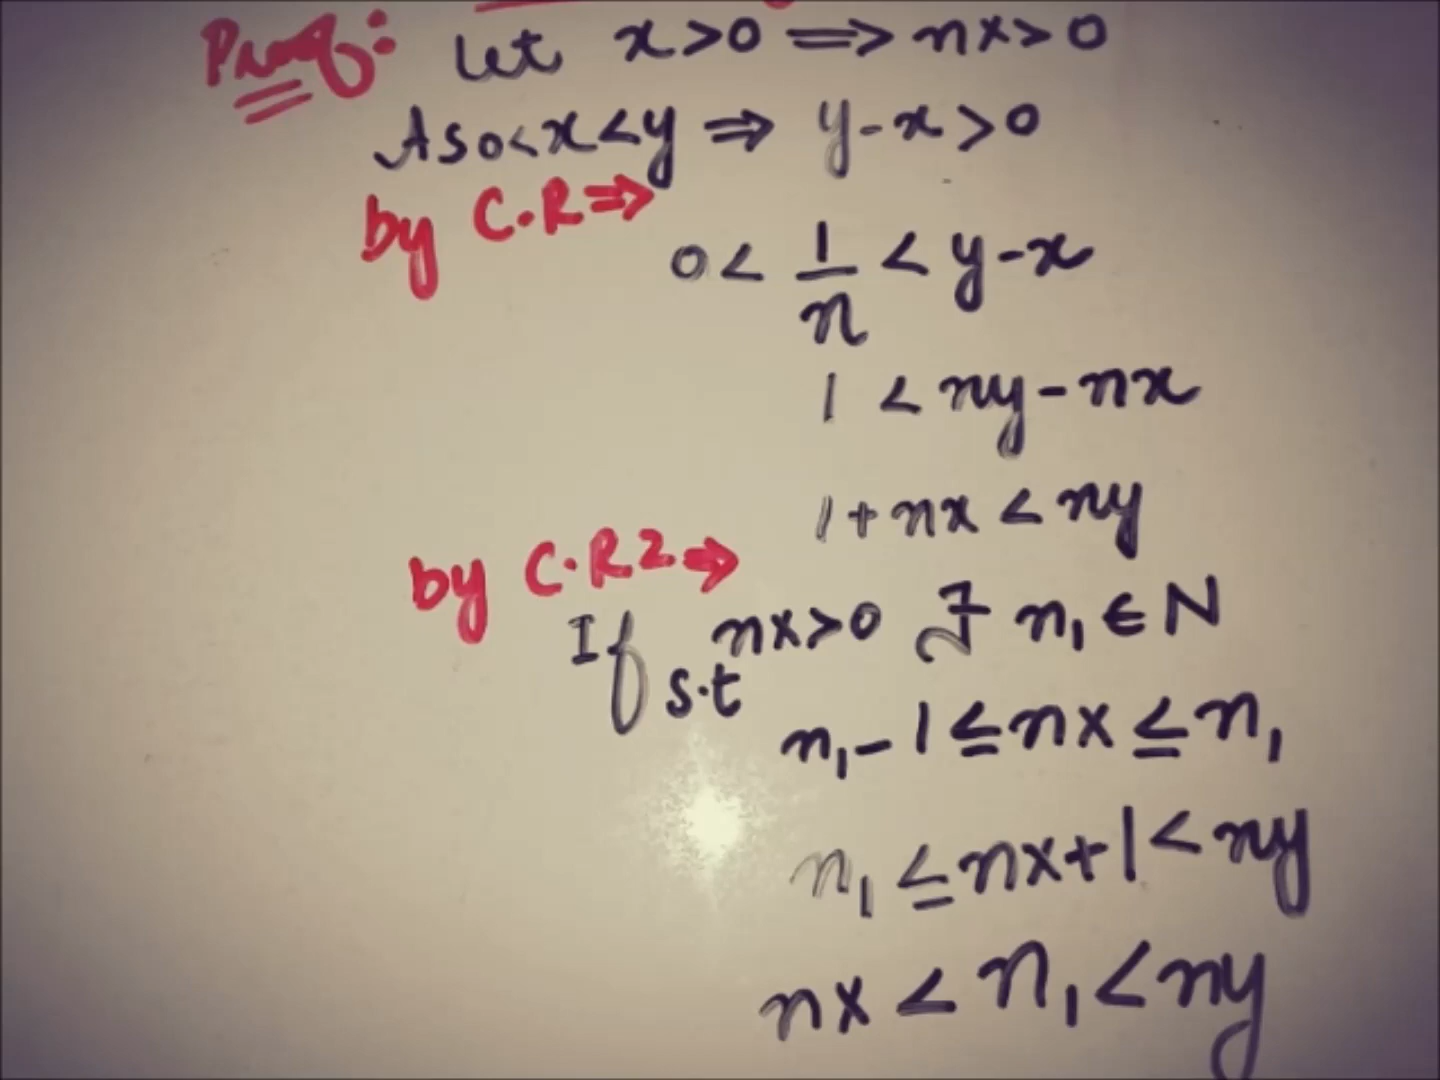 Proof: Let x>0 ⇒ nx>0
As 0<x<y ⇒ y-x>0
by C.R ⇒
0 < 1/n < y-x
1 < ny-nx
1+nx < ny
by C.R 2 ⇒
If nx>0 ∃ n₁ ∈ N
s.t
n₁-1 ≤ nx ≤ n₁
n₁ ≤ nx+1 < ny
nx < n₁ < ny